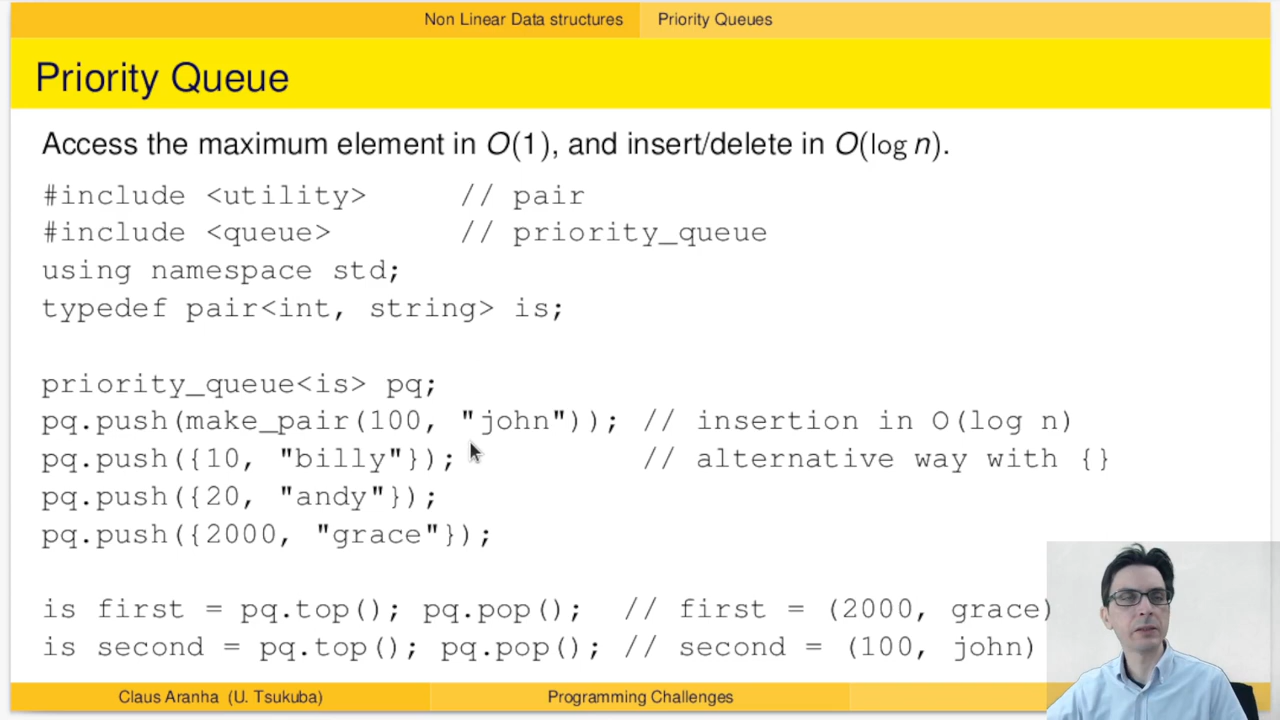 Non Linear Data structures Priority Queues
Priority Queue
Access the maximum element in O(1), and insert/delete in O(log n).
#include <utility> // pair
#include <queue> // priority_queue
using namespace std;
typedef pair<int, string> is;
priority_queue<is> pq;
pq.push(make_pair(100, "john")); // insertion in O(log n)
pq.push({10, "billy"}); // alternative way with {}
pq.push({20, "andy"});
pq.push({2000, "grace"});
is first = pq.top(); pq.pop(); // first = (2000, grace)
is second = pq.top(); pq.pop(); // second = (100, john)
Claus Aranha (U. Tsukuba) Programming Challenges